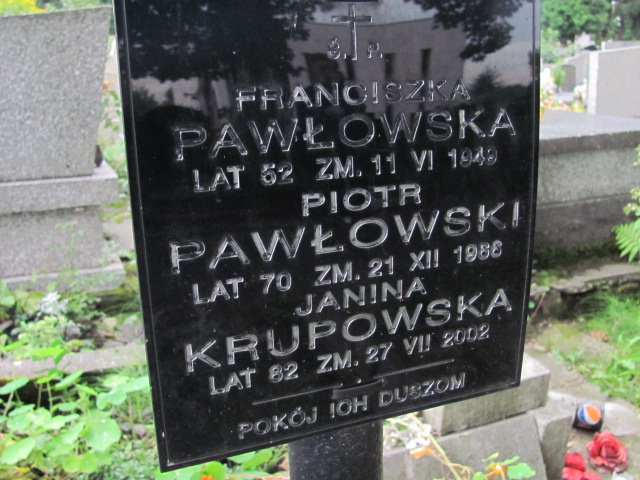 Ś. P.
FRANCISZKA
PAWŁOWSKA
LAT 52 ZM. 11 VI 1949
PIOTR
PAWŁOWSKI
LAT 70 ZM. 21 XII 1966
JANINA
KRUPOWSKA
LAT 82 ZM. 27 VII 2002
POKÓJ ICH DUSZOM